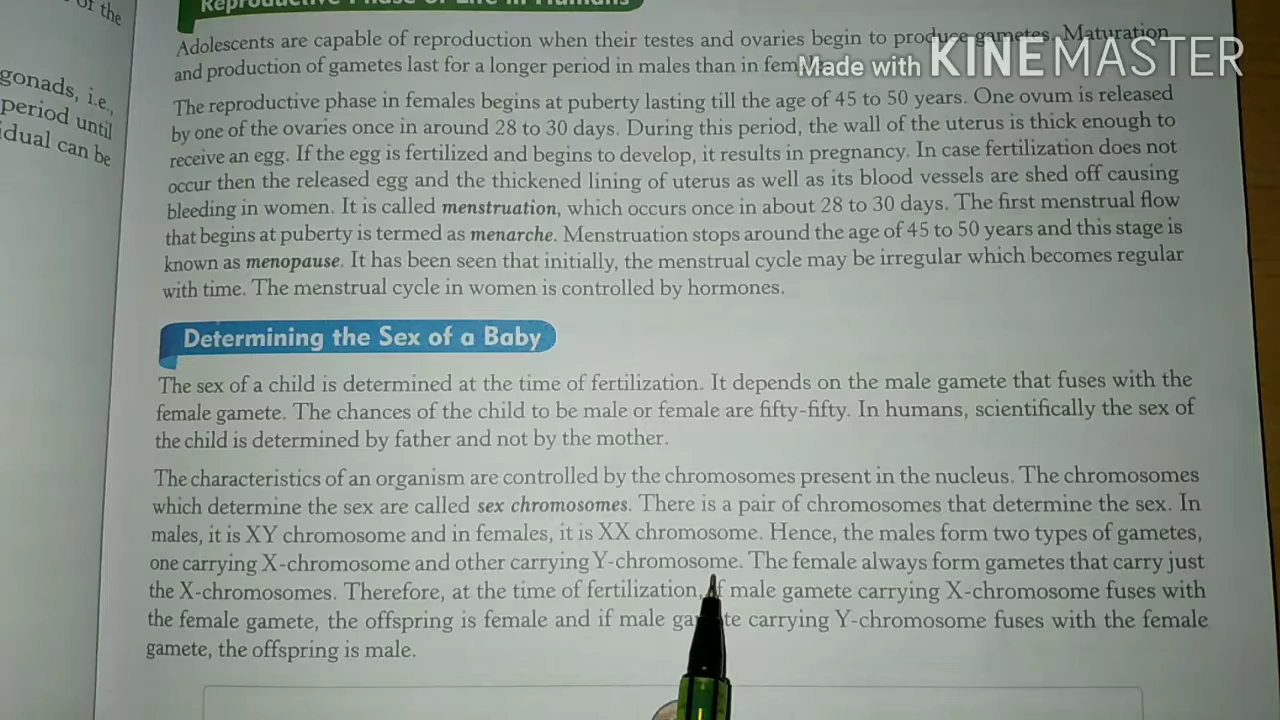 of the
gonads, i.e.,
period until
idual can be
Reproductive Phase of Life in Humans
Adolescents are capable of reproduction when their testes and ovaries begin to produce gametes. Maturation
and production of gametes last for a longer period in males than in
Made with KINEMASTER
The reproductive phase in females begins at puberty lasting till the age of 45 to 50 years. One ovum is released
by one of the ovaries once in around 28 to 30 days. During this period, the wall of the uterus is thick enough to
receive an egg. If the egg is fertilized and begins to develop, it results in pregnancy. In case fertilization does not
occur then the released egg and the thickened lining of uterus as well as its blood vessels are shed off causing
bleeding in women. It is called menstruation, which occurs once in about 28 to 30 days. The first menstrual flow
that begins at puberty is termed as menarche. Menstruation stops around the age of 45 to 50 years and this stage is
known as menopause. It has been seen that initially, the menstrual cycle may be irregular which becomes regular
with time. The menstrual cycle in women is controlled by hormones.
Determining the Sex of a Baby
The sex of a child is determined at the time of fertilization. It depends on the male gamete that fuses with the
female gamete. The chances of the child to be male or female are fifty-fifty. In humans, scientifically the sex of
the child is determined by father and not by the mother.
The characteristics of an organism are controlled by the chromosomes present in the nucleus. The chromosomes
which determine the sex are called sex chromosomes. There is a pair of chromosomes that determine the sex. In
males, it is XY chromosome and in females, it is XX chromosome. Hence, the males form two types of gametes,
one carrying X-chromosome and other carrying Y-chromosome. The female always form gametes that carry just
the X-chromosomes. Therefore, at the time of fertilization, if male gamete carrying X-chromosome fuses with
the female gamete, the offspring is female and if male gamete carrying Y-chromosome fuses with the female
gamete, the offspring is male.